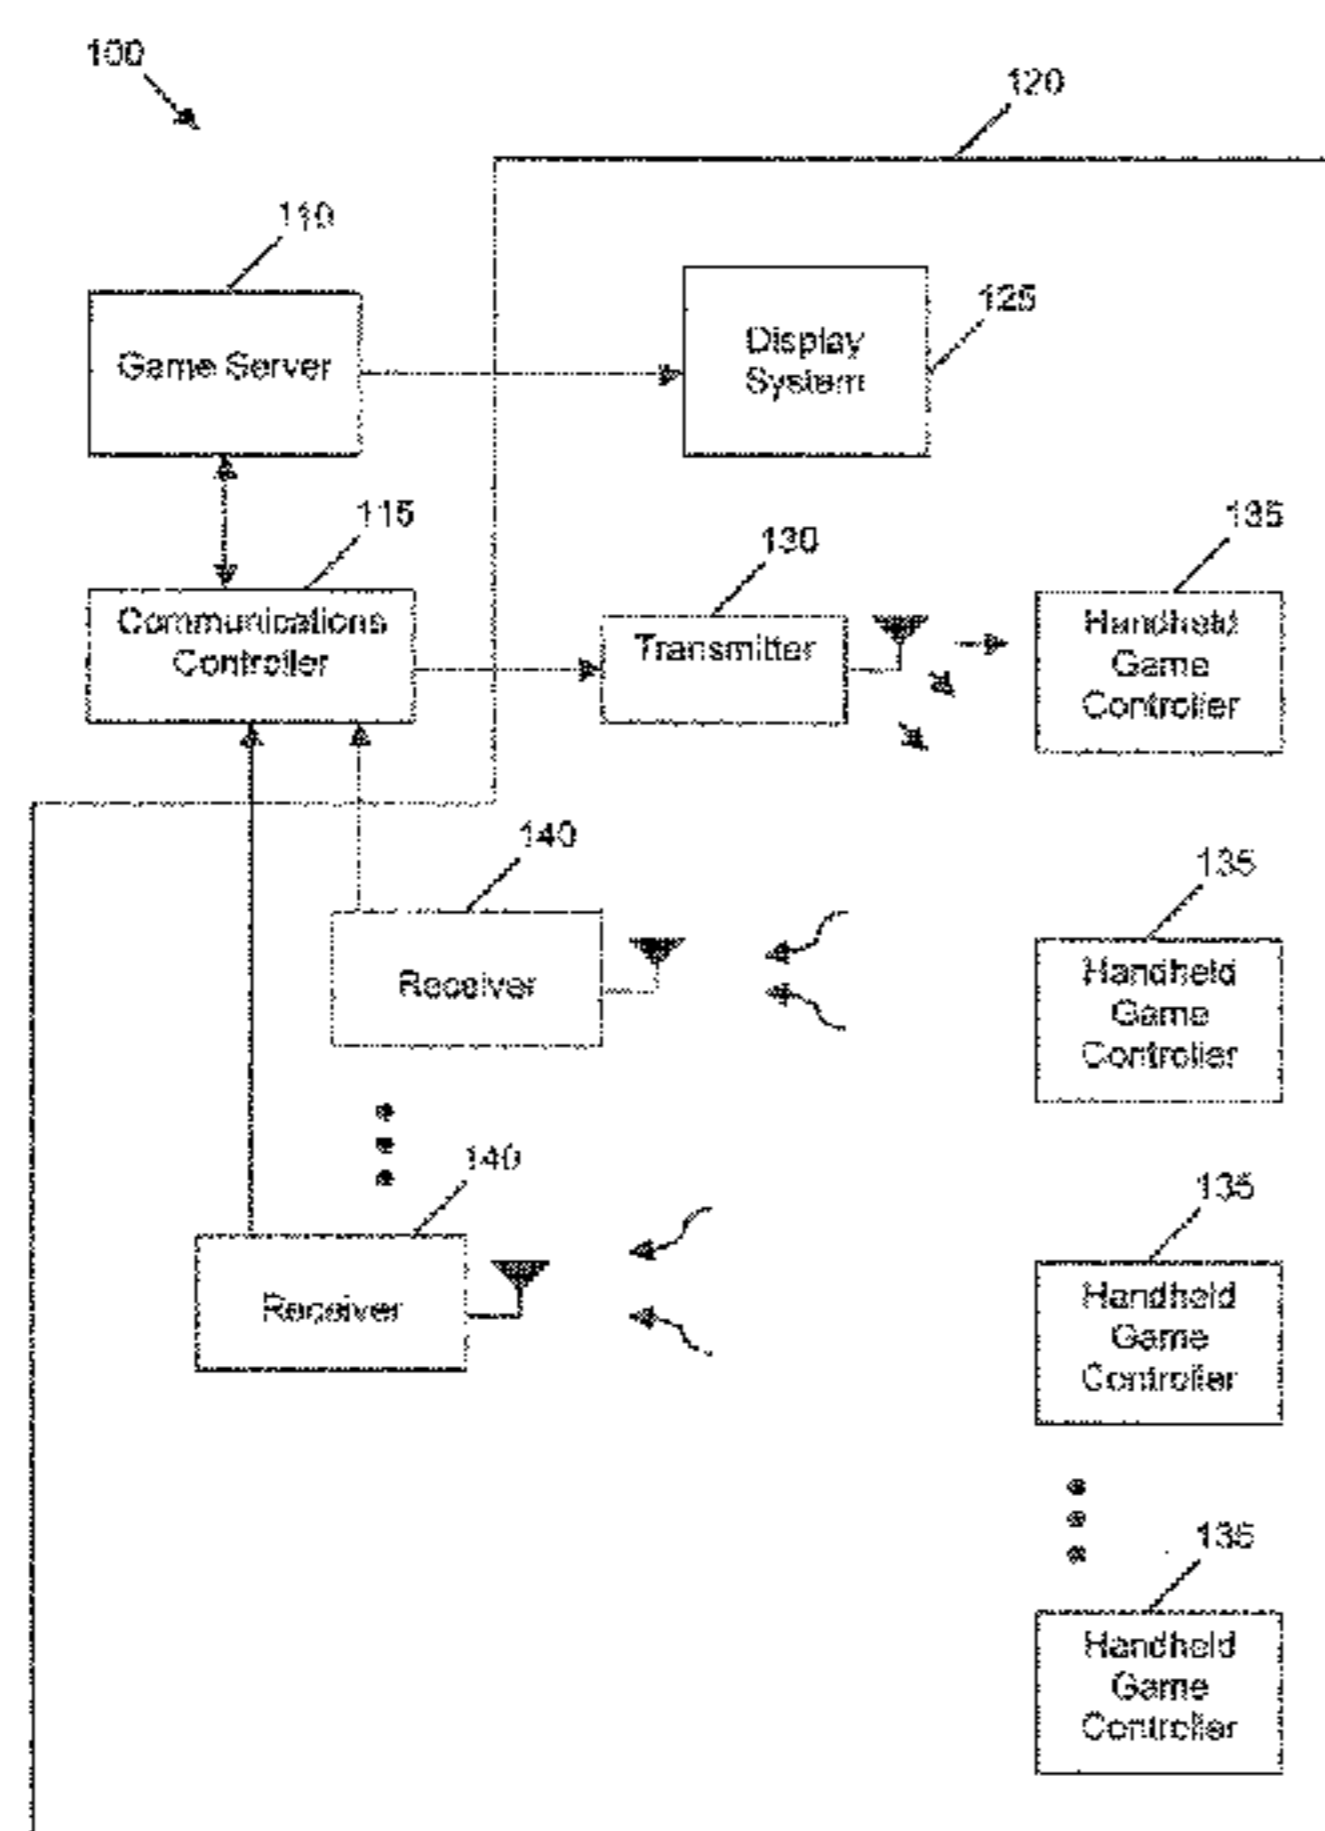 100
120
110
125
Game Server
Display
System
115
130
135
Communications
Controller
Transmitter
Handheld
Game
Controller
140
135
Receiver
Handheld
Game
Controller
140
135
Receiver
Handheld
Game
Controller
135
Handheld
Game
Controller